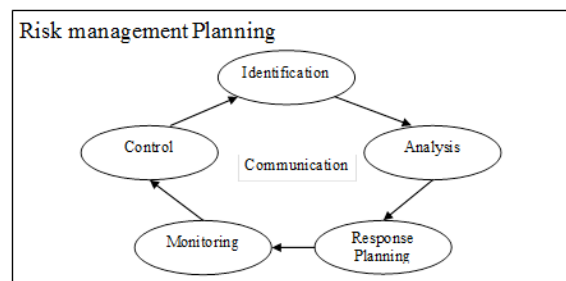 Risk management Planning
Identification
Control
Communication
Analysis
Monitoring
Response
Planning